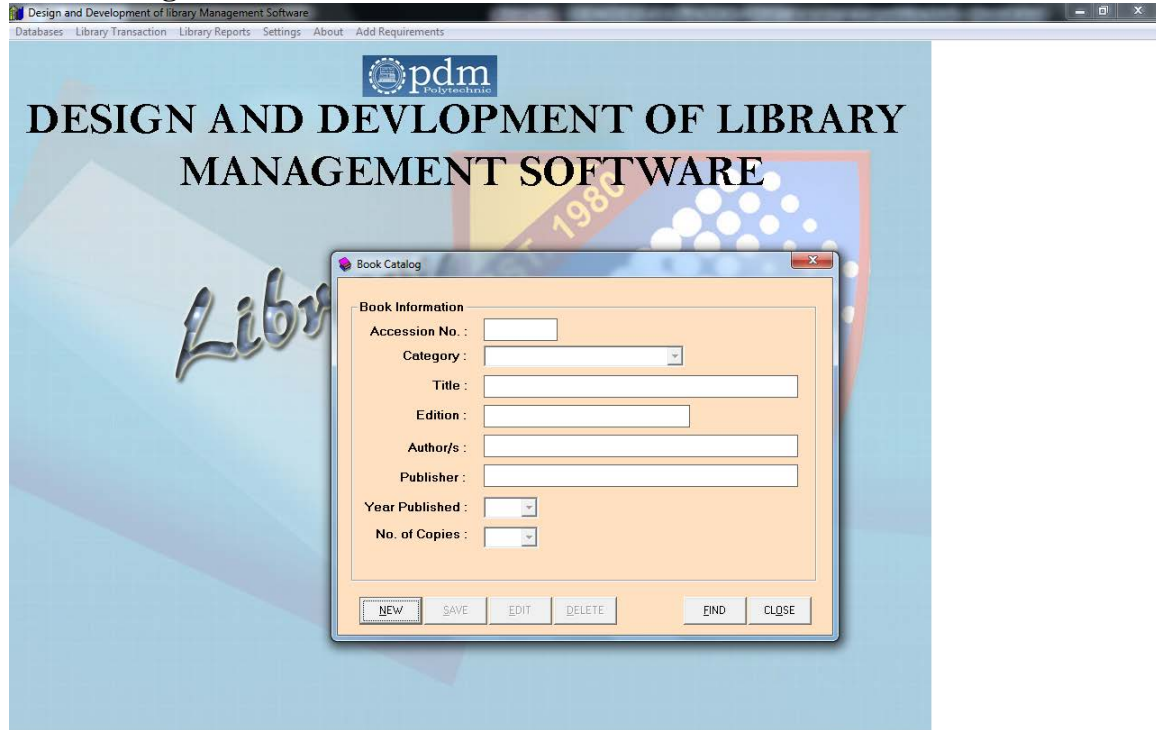 Design and Development of library Management Software
Databases Library Transaction Library Reports Settings About Add Requirements
pdm
Polytechnic
DESIGN AND DEVLOPMENT OF LIBRARY
MANAGEMENT SOFTWARE
EST. 1980
Book Catalog
Book Information
Accession No. :
Category :
Title :
Edition :
Author/s :
Publisher :
Year Published :
No. of Copies :
NEW SAVE EDIT DELETE FIND CLOSE